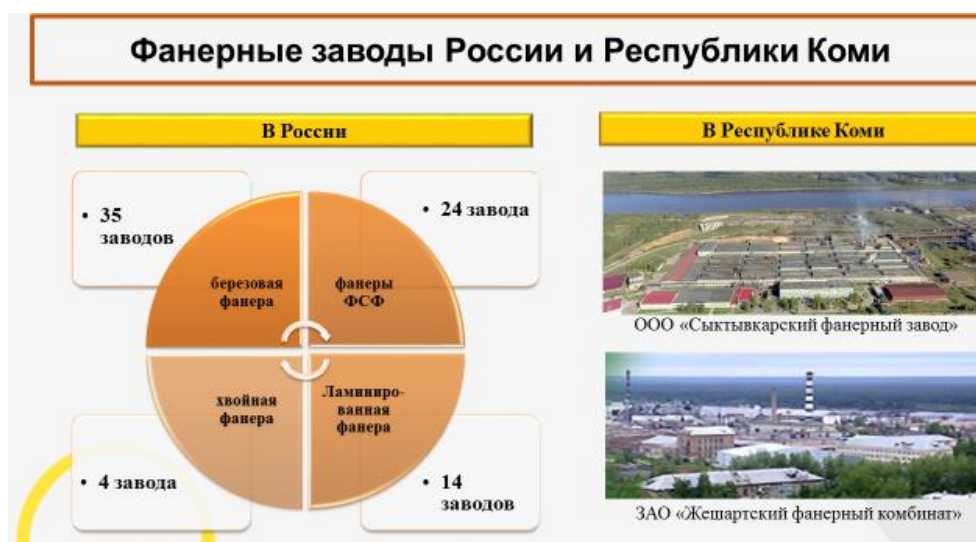 Фанерные заводы России и Республики Коми
В России
• 35
заводов
• 24 завода
березовая
фанера
фанеры
ФСФ
хвойная
фанера
Ламиниро-
ванная
фанера
• 4 завода
• 14
заводов
В Республике Коми
ООО «Сыктывкарский фанерный завод»
ЗАО «Жешартский фанерный комбинат»